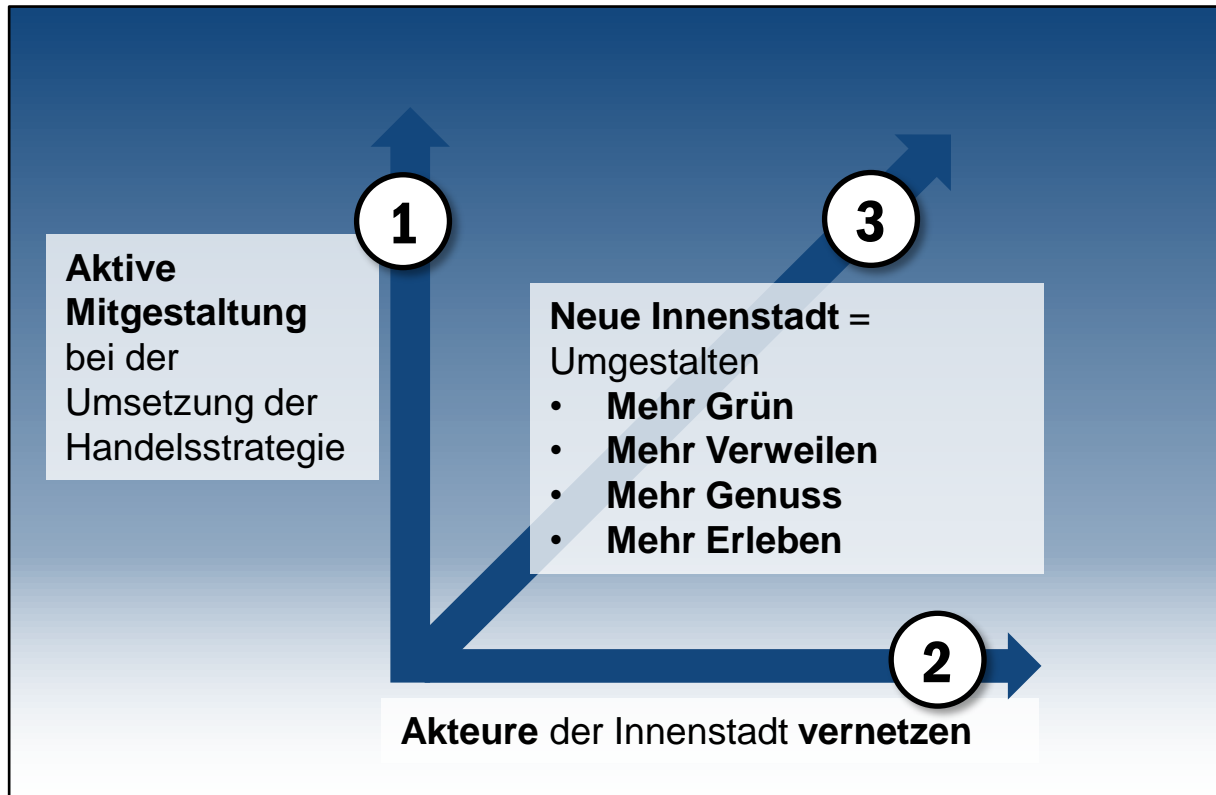 1
Aktive
Mitgestaltung
bei der
Umsetzung der
Handelsstrategie
3
Neue Innenstadt =
Umgestalten
• Mehr Grün
• Mehr Verweilen
• Mehr Genuss
• Mehr Erleben
2
Akteure der Innenstadt vernetzen